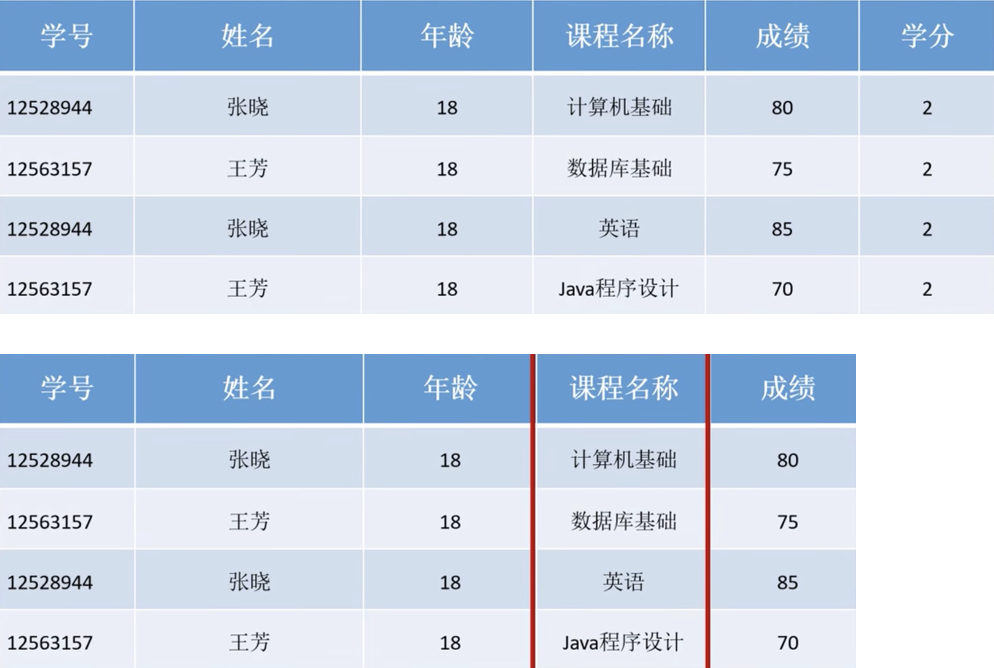 学号 姓名 年龄 课程名称 成绩 学分
12528944 张晓 18 计算机基础 80 2
12563157 王芳 18 数据库基础 75 2
12528944 张晓 18 英语 85 2
12563157 王芳 18 Java程序设计 70 2
学号 姓名 年龄 课程名称 成绩
12528944 张晓 18 计算机基础 80
12563157 王芳 18 数据库基础 75
12528944 张晓 18 英语 85
12563157 王芳 18 Java程序设计 70